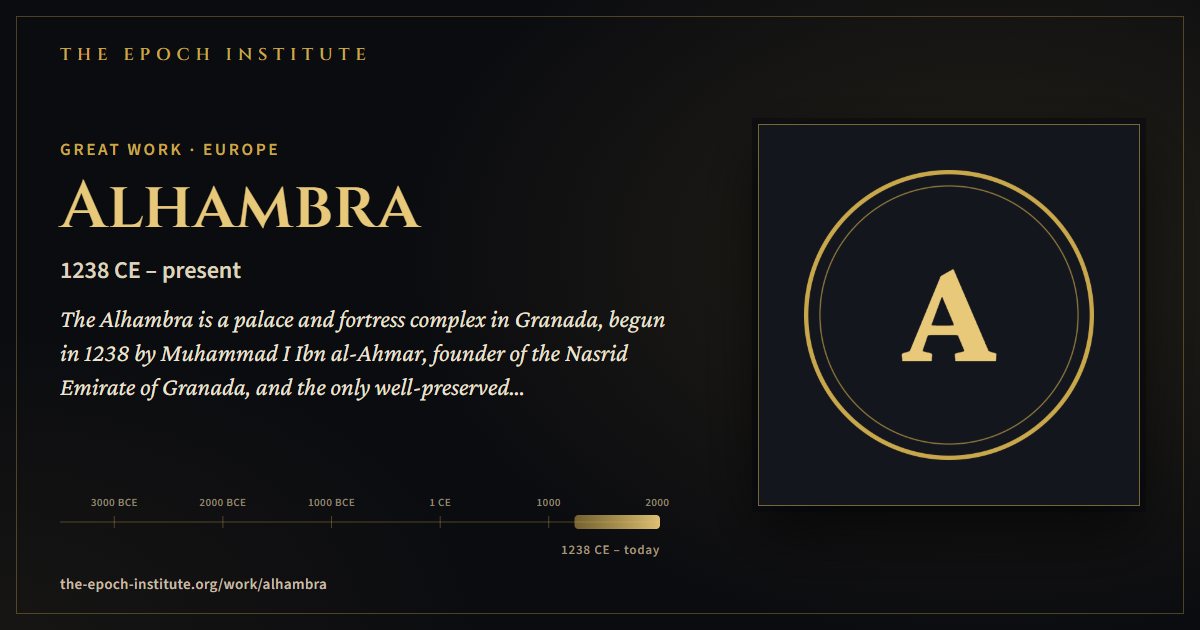 THE EPOCH INSTITUTE
GREAT WORK · EUROPE
ALHAMBRA
1238 CE – present
The Alhambra is a palace and fortress complex in Granada, begun
in 1238 by Muhammad I Ibn al-Ahmar, founder of the Nasrid
Emirate of Granada, and the only well-preserved...
A
3000 BCE 2000 BCE 1000 BCE 1 CE 1000 2000
1238 CE – today
the-epoch-institute.org/work/alhambra